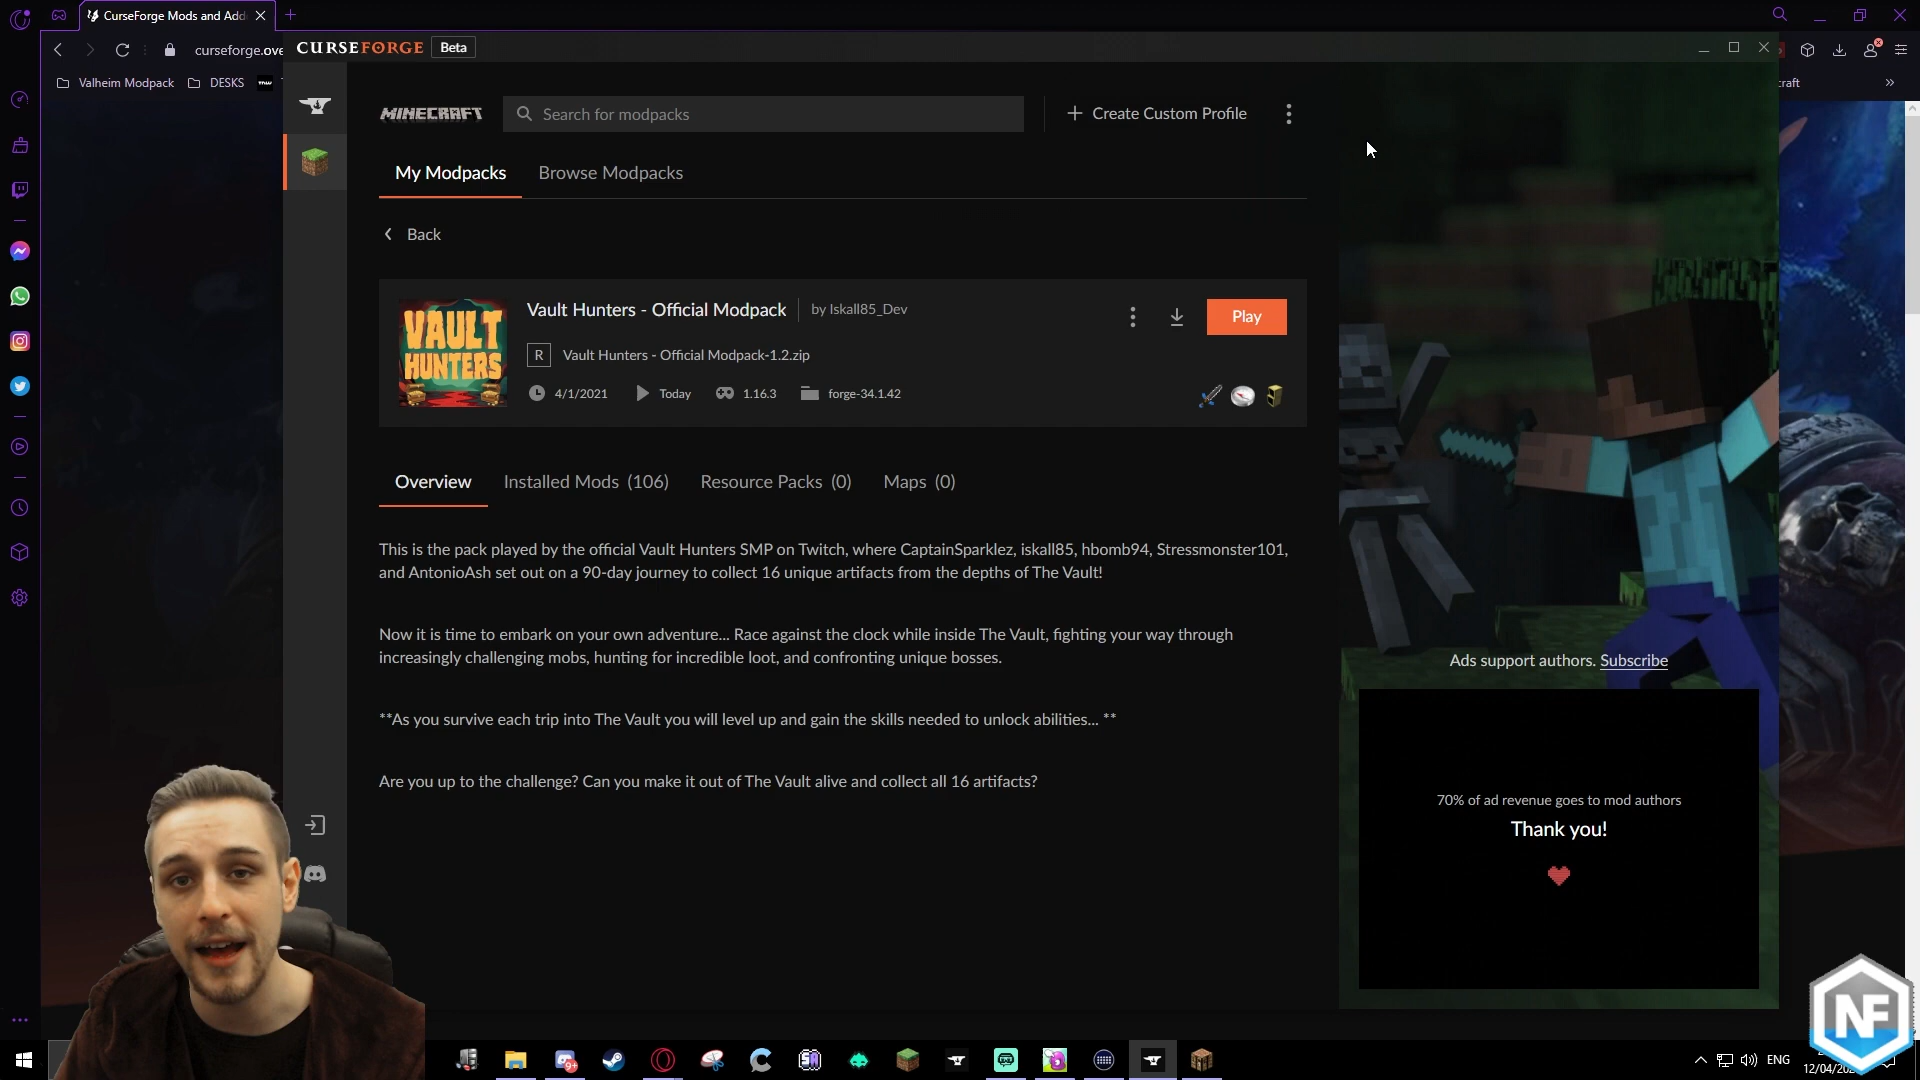 CurseForge Mods and Add
curseforge.ove
Valheim Modpack
DESKS
craft
CURSEFORGE
Beta
MINECRAFT
Search for modpacks
Create Custom Profile
My Modpacks
Browse Modpacks
Back
VAULT
HUNTERS
Vault Hunters - Official Modpack
by Iskall85_Dev
Play
R
Vault Hunters - Official Modpack-1.2.zip
4/1/2021
Today
1.16.3
forge-34.1.42
Overview
Installed Mods (106)
Resource Packs (0)
Maps (0)
This is the pack played by the official Vault Hunters SMP on Twitch, where CaptainSparklez, iskall85, hbomb94, Stressmonster101,
and AntonioAsh set out on a 90-day journey to collect 16 unique artifacts from the depths of The Vault!
Now it is time to embark on your own adventure... Race against the clock while inside The Vault, fighting your way through
increasingly challenging mobs, hunting for incredible loot, and confronting unique bosses.
**As you survive each trip into The Vault you will level up and gain the skills needed to unlock abilities... **
Are you up to the challenge? Can you make it out of The Vault alive and collect all 16 artifacts?
Ads support authors. Subscribe
70% of ad revenue goes to mod authors
Thank you!
NF
9+
ENG
12/04/20